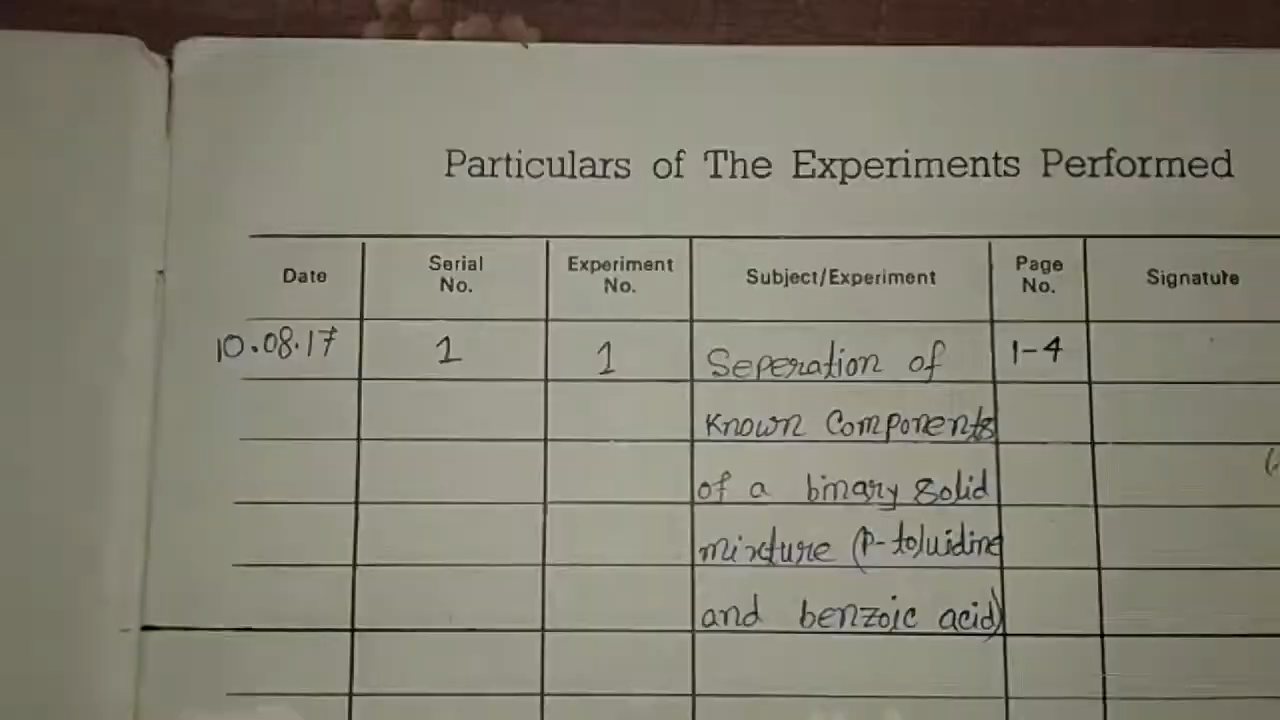 Particulars of The Experiments Performed
Date Serial No. Experiment No. Subject/Experiment Page No. Signature
10.08.17 1 1 Seperation of 1-4
Known Components
of a binary solid
mixture (P-toluidine
and benzoic acid)